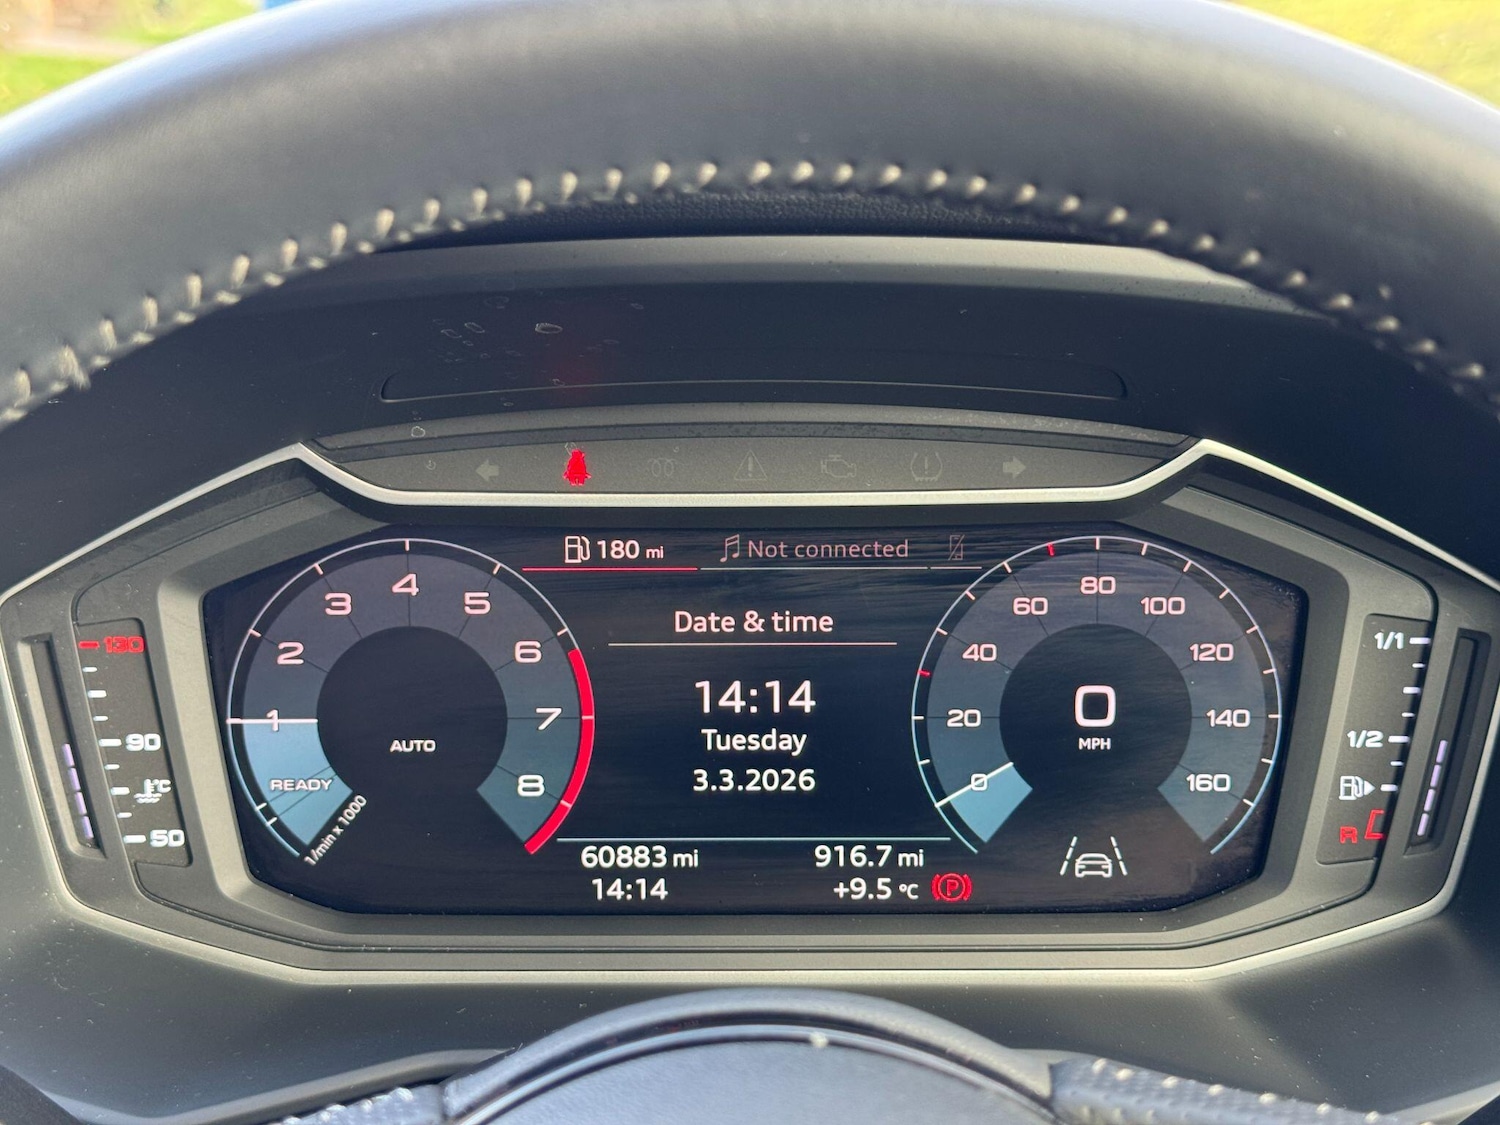 180 mi
Not connected
Date & time
14:14
Tuesday
3.3.2026
60883 mi
14:14
916.7 mi
+9.5 °C
P
130
90
°C
50
1
2
3
4
5
6
7
8
READY
1/min x 1000
AUTO
0
20
40
60
80
100
120
140
160
0
MPH
1/1
1/2
R